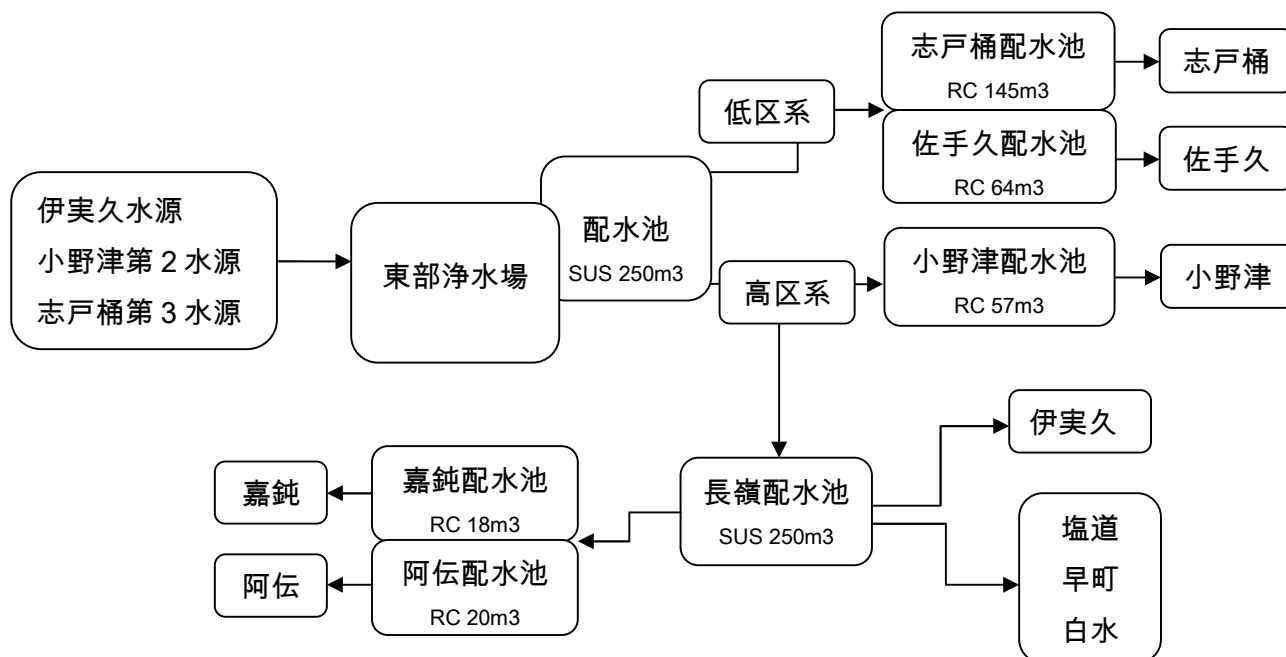 伊実久水源
小野津第２水源
志戸桶第３水源
東部浄水場
配水池
SUS 250m3
低区系
志戸桶配水池
RC 145m3
志戸桶
佐手久配水池
RC 64m3
佐手久
高区系
小野津配水池
RC 57m3
小野津
長嶺配水池
SUS 250m3
伊実久
塩道
早町
白水
嘉鈍配水池
RC 18m3
嘉鈍
阿伝配水池
RC 20m3
阿伝